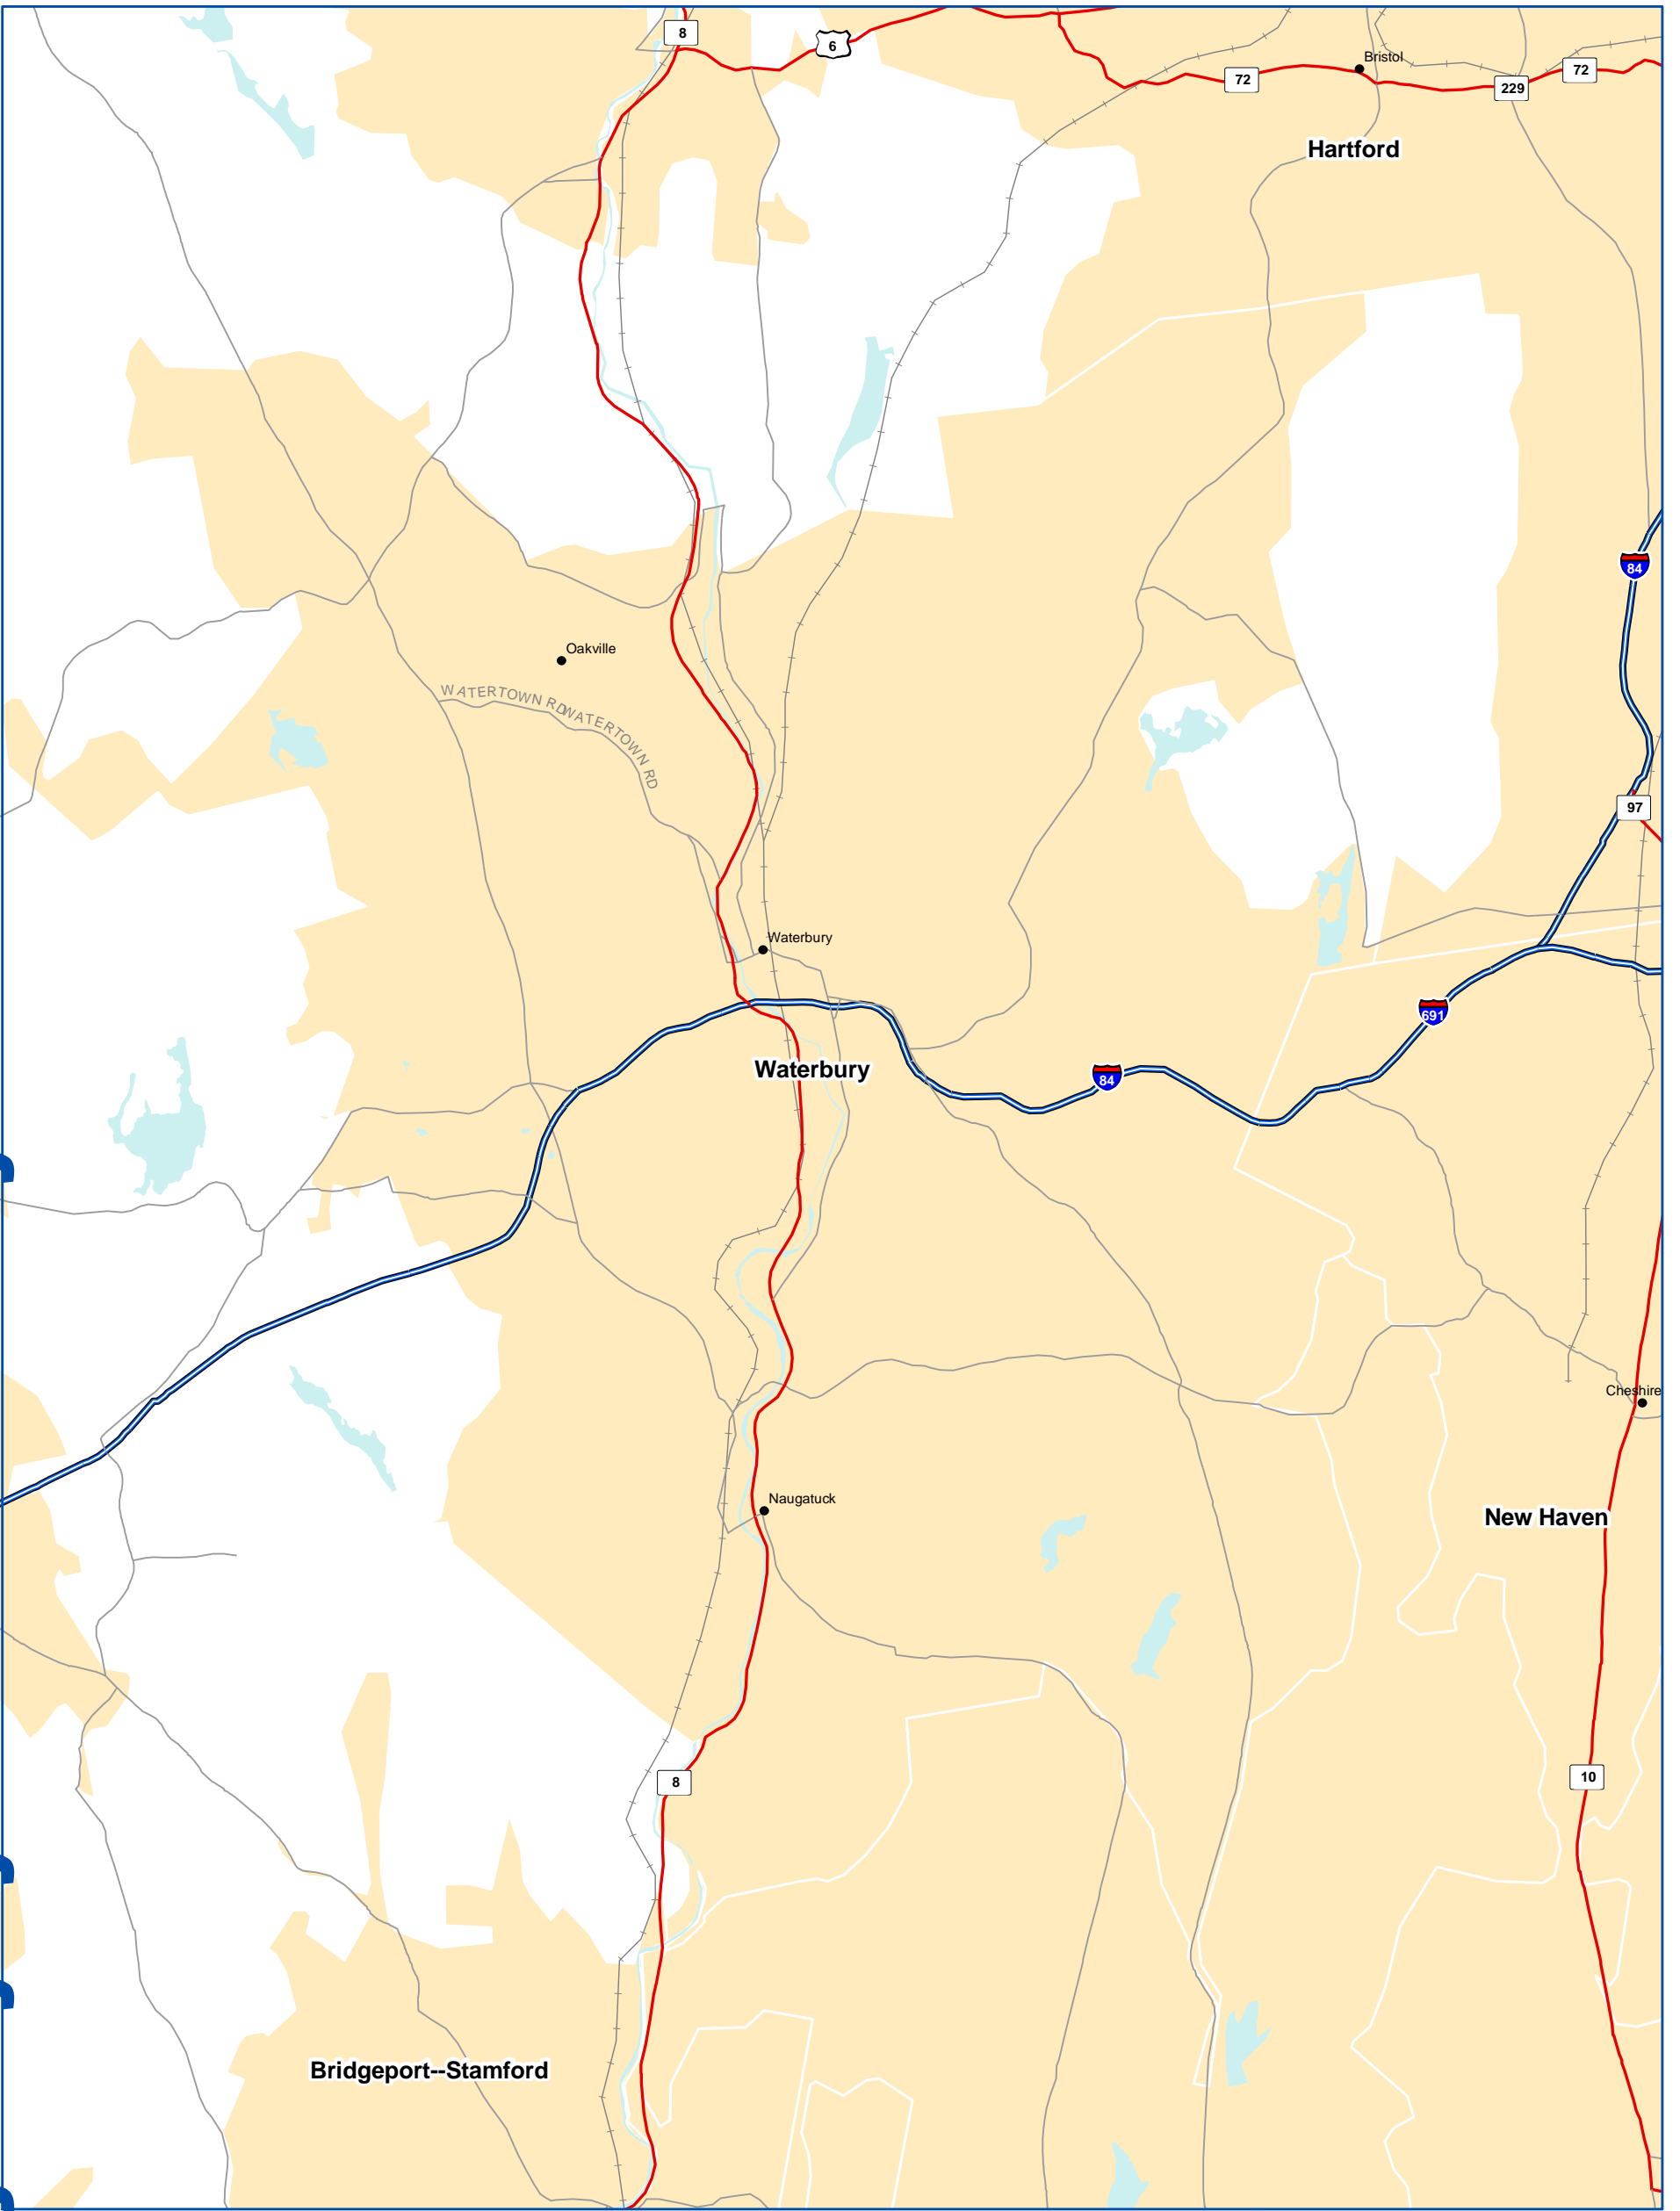 8
6
Bristol
72
72
229
Hartford
84
Oakville
WATERTOWN RD
WATERTOWN RD
97
Waterbury
691
Waterbury
84
Cheshire
Naugatuck
New Haven
10
8
Bridgeport--Stamford